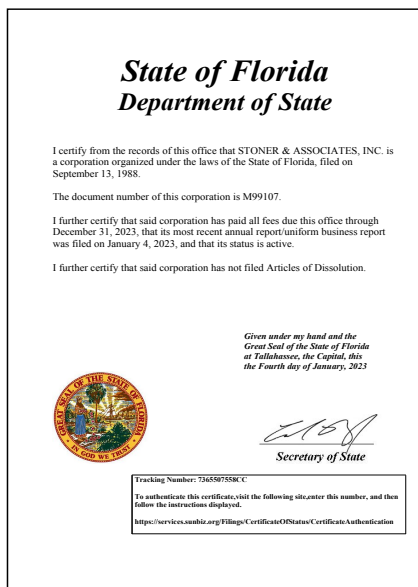 State of Florida
Department of State
I certify from the records of this office that STONER & ASSOCIATES, INC. is
a corporation organized under the laws of the State of Florida, filed on
September 13, 1988.
The document number of this corporation is M99107.
I further certify that said corporation has paid all fees due this office through
December 31, 2023, that its most recent annual report/uniform business report
was filed on January 4, 2023, and that its status is active.
I further certify that said corporation has not filed Articles of Dissolution.
Given under my hand and the
Great Seal of the State of Florida
at Tallahassee, the Capital, this
the Fourth day of January, 2023
GREAT SEAL OF THE STATE OF FLORIDA
IN GOD WE TRUST
Secretary of State
Tracking Number: 7365507558CC
To authenticate this certificate,visit the following site,enter this number, and then
follow the instructions displayed.
https://services.sunbiz.org/Filings/CertificateOfStatus/CertificateAuthentication